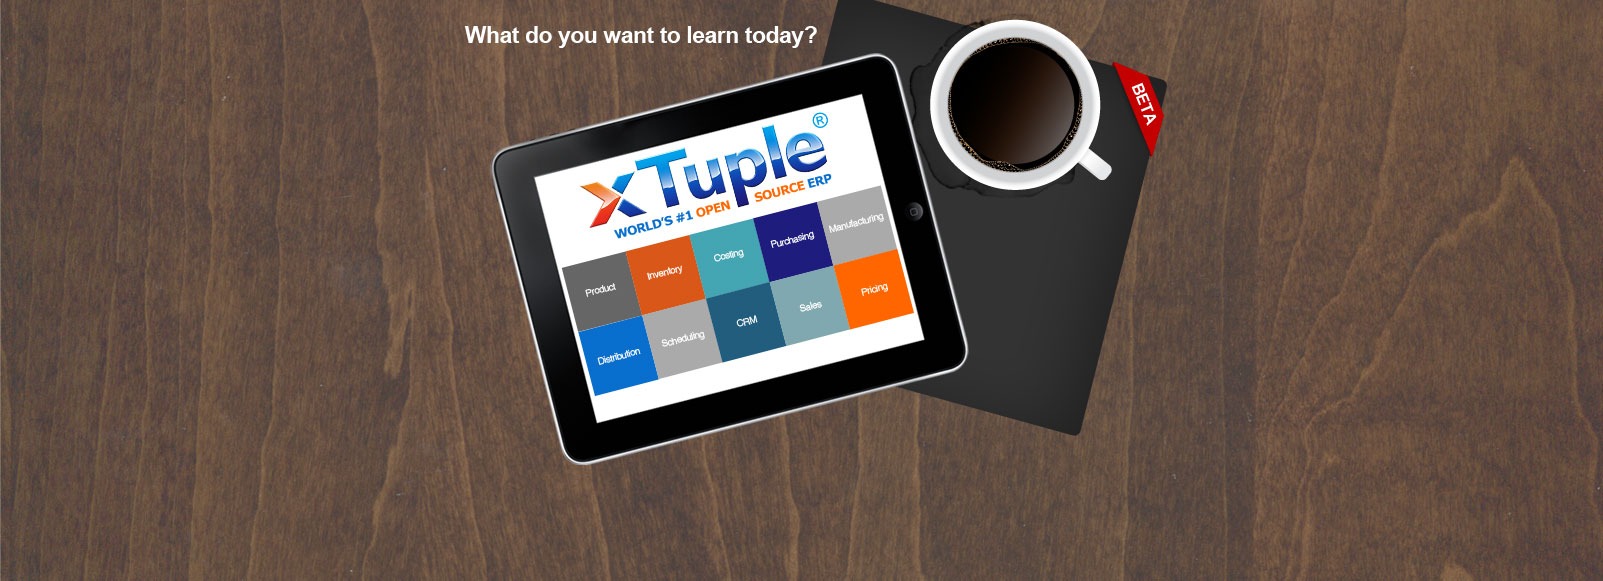 What do you want to learn today?
BETA
xTuple®
WORLD'S #1 OPEN SOURCE ERP
Product
Inventory
Costing
Purchasing
Manufacturing
Distribution
Scheduling
CRM
Sales
Pricing